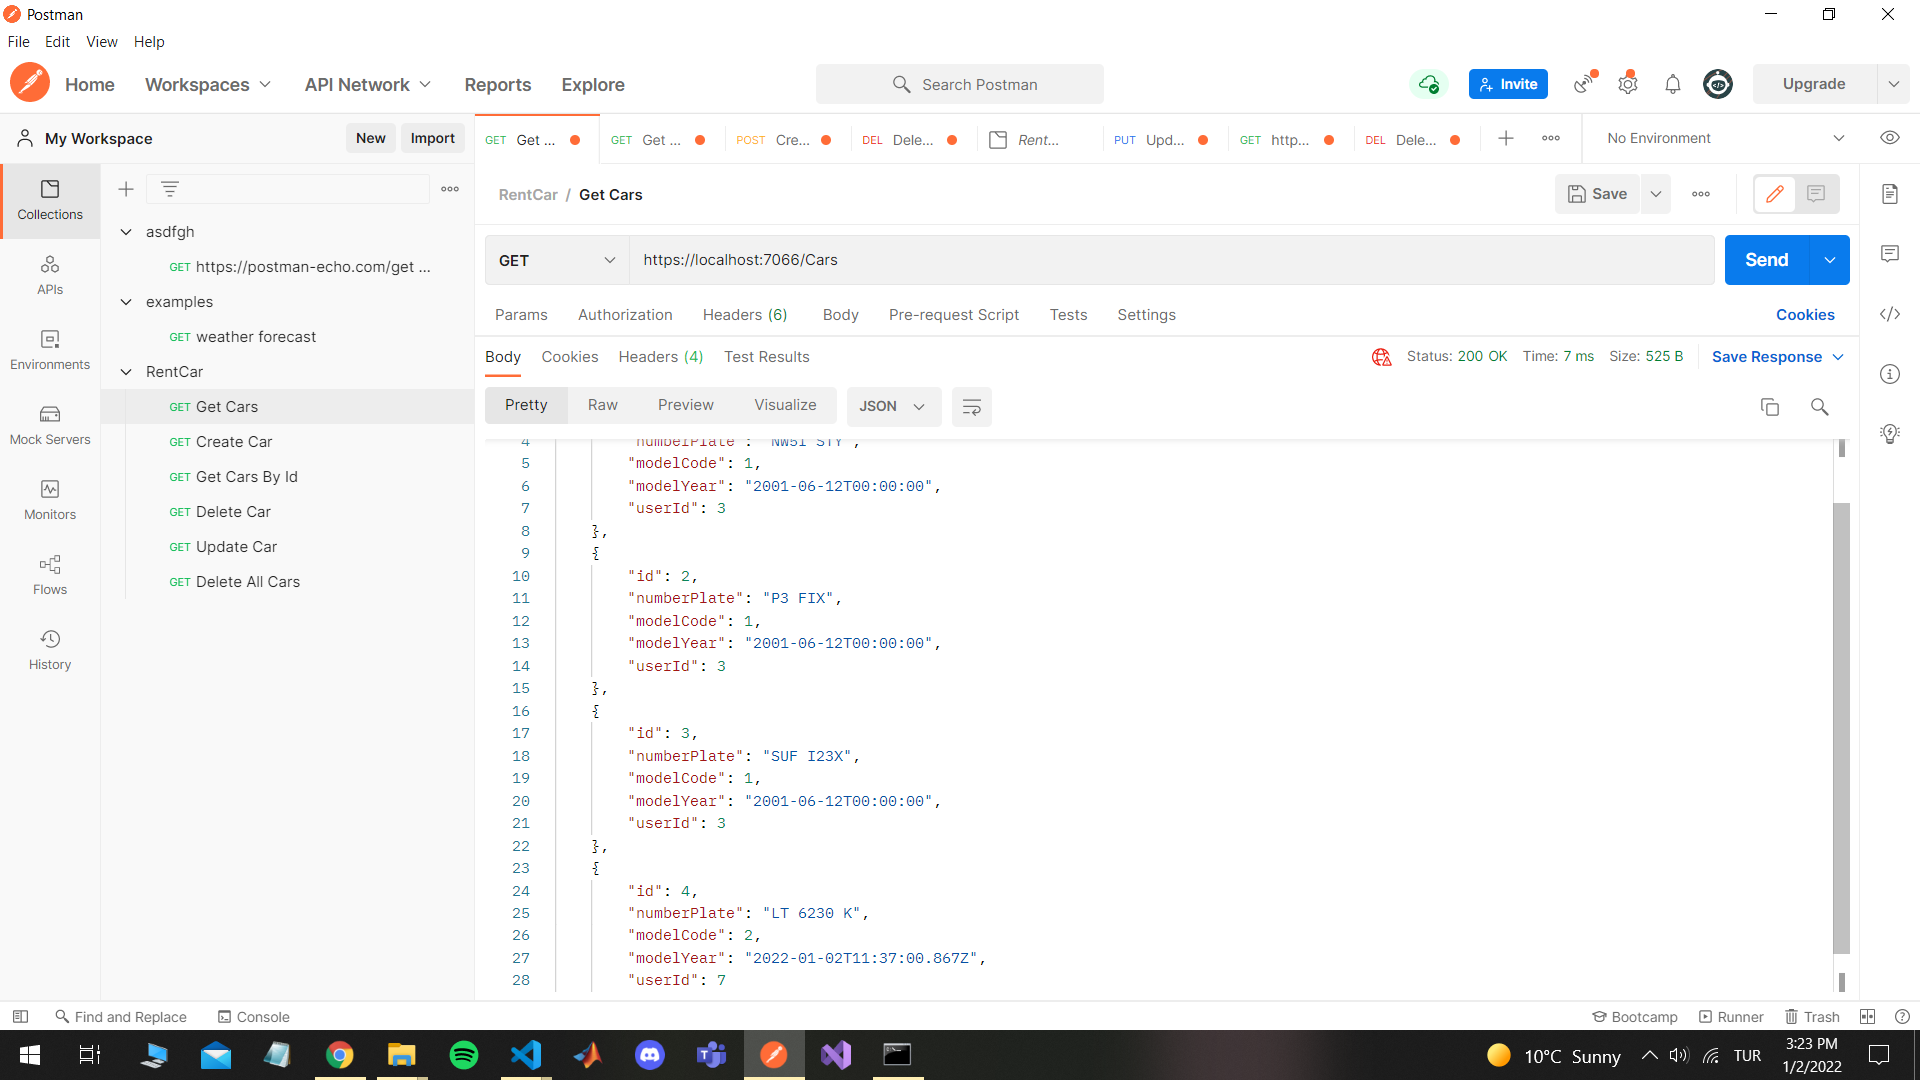 Postman
File Edit View Help
Home Workspaces API Network Reports Explore Search Postman Invite Upgrade
My Workspace New Import
GET Get ... GET Get ... POST Cre... DEL Dele... Rent... PUT Upd... GET http... DEL Dele... No Environment
Collections
APIs
Environments
Mock Servers
Monitors
Flows
History
asdfgh
GET https://postman-echo.com/get ...
examples
GET weather forecast
RentCar
GET Get Cars
GET Create Car
GET Get Cars By Id
GET Delete Car
GET Update Car
GET Delete All Cars
RentCar / Get Cars Save
GET https://localhost:7066/Cars Send
Params Authorization Headers (6) Body Pre-request Script Tests Settings Cookies
Body Cookies Headers (4) Test Results Status: 200 OK Time: 7 ms Size: 525 B Save Response
Pretty Raw Preview Visualize JSON
4 "numberPlate": "NW51 STY",
5 "modelCode": 1,
6 "modelYear": "2001-06-12T00:00:00",
7 "userId": 3
8 },
9 {
10 "id": 2,
11 "numberPlate": "P3 FIX",
12 "modelCode": 1,
13 "modelYear": "2001-06-12T00:00:00",
14 "userId": 3
15 },
16 {
17 "id": 3,
18 "numberPlate": "SUF I23X",
19 "modelCode": 1,
20 "modelYear": "2001-06-12T00:00:00",
21 "userId": 3
22 },
23 {
24 "id": 4,
25 "numberPlate": "LT 6230 K",
26 "modelCode": 2,
27 "modelYear": "2022-01-02T11:37:00.867Z",
28 "userId": 7
Find and Replace Console Bootcamp Runner Trash
10°C Sunny TUR 3:23 PM
1/2/2022